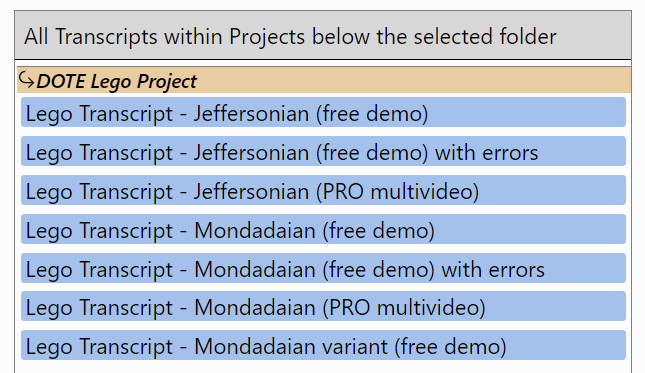 All Transcripts within Projects below the selected folder
DOTE Lego Project
Lego Transcript - Jeffersonian (free demo)
Lego Transcript - Jeffersonian (free demo) with errors
Lego Transcript - Jeffersonian (PRO multivideo)
Lego Transcript - Mondadaian (free demo)
Lego Transcript - Mondadaian (free demo) with errors
Lego Transcript - Mondadaian (PRO multivideo)
Lego Transcript - Mondadaian variant (free demo)